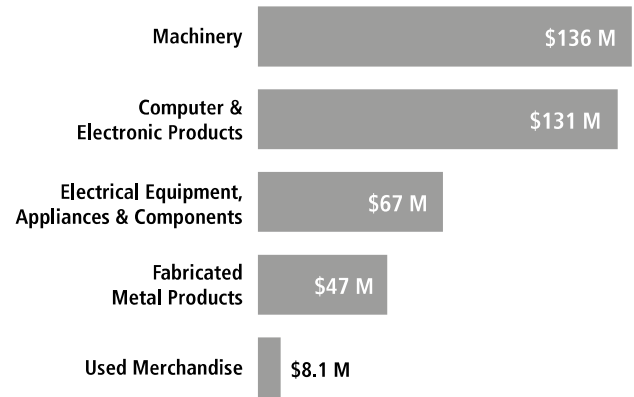 Machinery
$136 M
Computer &
Electronic Products
$131 M
Electrical Equipment,
Appliances & Components
$67 M
Fabricated
Metal Products
$47 M
Used Merchandise
$8.1 M